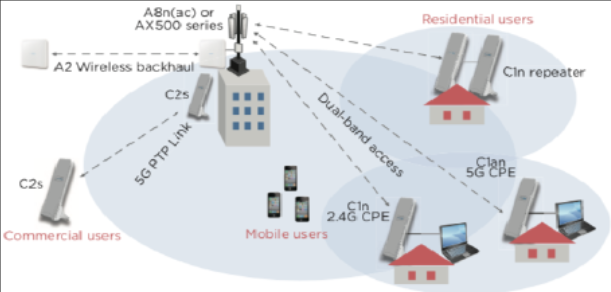 A8n(ac) or
AX500 series
Residential users
A2 Wireless backhaul
C1n repeater
C2s
Dual-band access
5G PTP Link
C1an
5G CPE
C2s
C1n
2.4G CPE
Commercial users
Mobile users